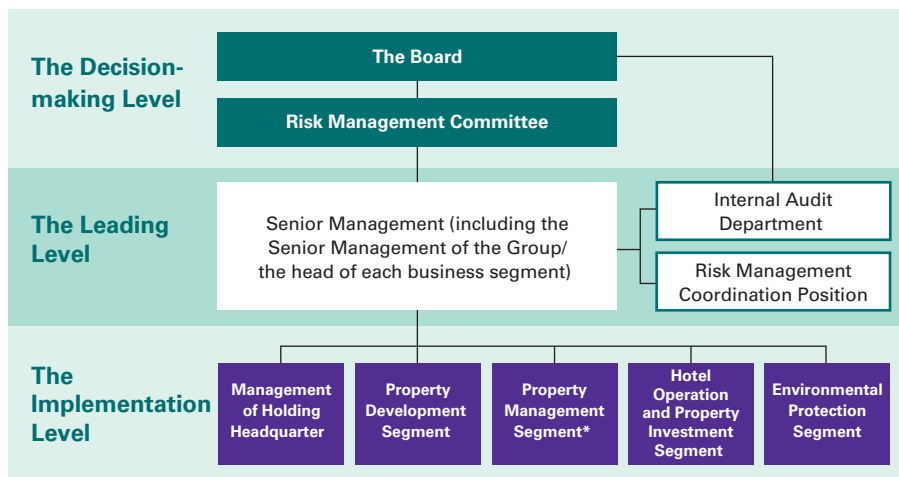 The Decision-
making Level
The Board
Risk Management Committee
The Leading
Level
Senior Management (including the
Senior Management of the Group/
the head of each business segment)
Internal Audit
Department
Risk Management
Coordination Position
The
Implementation
Level
Management
of Holding
Headquarter
Property
Development
Segment
Property
Management
Segment*
Hotel
Operation
and Property
Investment
Segment
Environmental
Protection
Segment